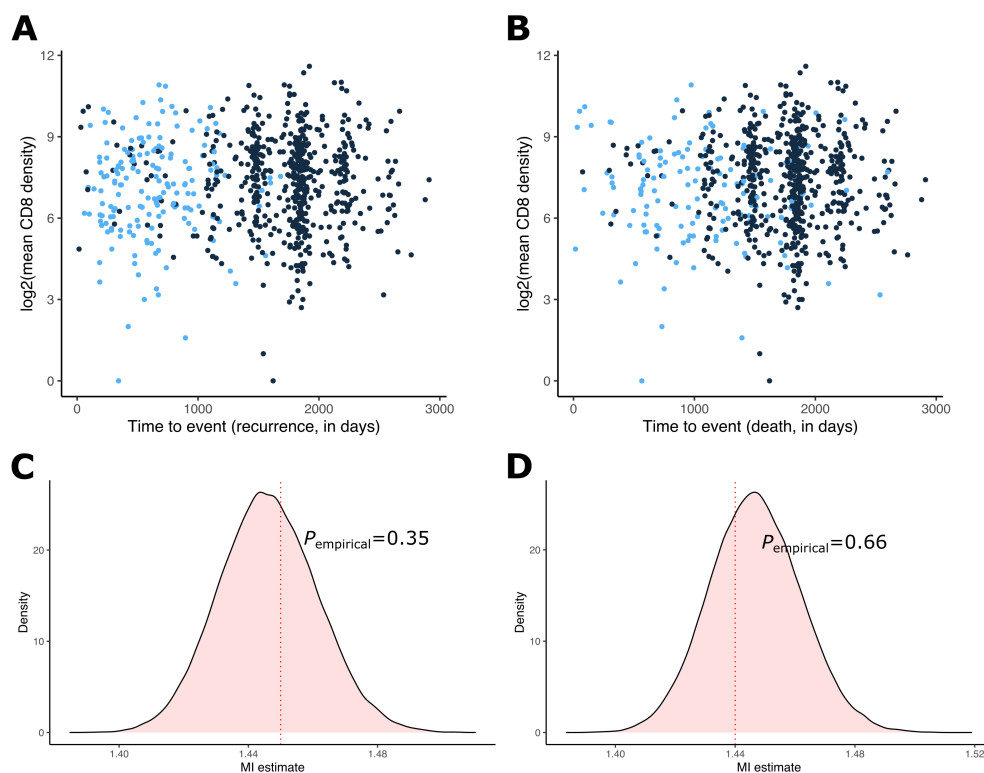 A
12
9
6
3
0
log2(mean CD8 density)
0 1000 2000 3000
Time to event (recurrence, in days)
B
12
9
6
3
0
log2(mean CD8 density)
0 1000 2000 3000
Time to event (death, in days)
C
20
10
0
Density
Pempirical=0.35
1.40 1.44 1.48
MI estimate
D
20
10
0
Density
Pempirical=0.66
1.40 1.44 1.48 1.52
MI estimate